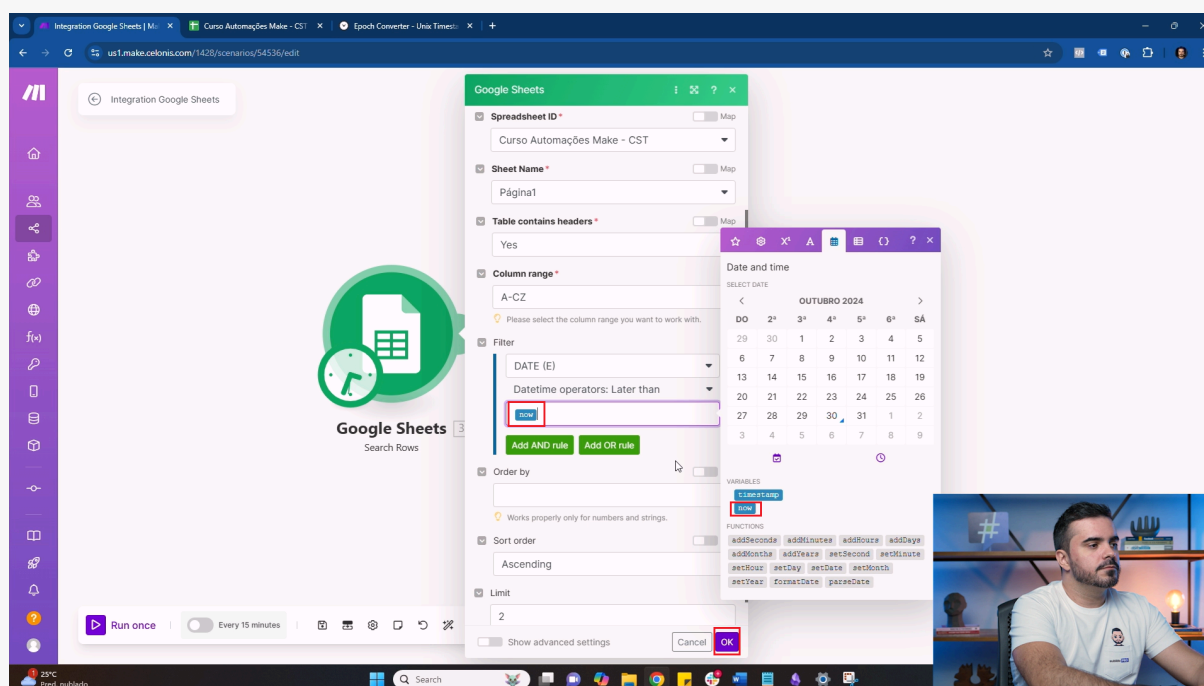 Integration Google Sheets | Ma
Curso Automações Make - CST
Epoch Converter - Unix Timesta
us1.make.celonis.com/1428/scenarios/54536/edit
Integration Google Sheets
Google Sheets
Spreadsheet ID *
Map
Curso Automações Make - CST
Sheet Name *
Map
Página1
Table contains headers *
Map
Yes
Column range *
A-CZ
Please select the column range you want to work with.
Filter
DATE (E)
Datetime operators: Later than
now
Add AND rule
Add OR rule
Order by
Works properly only for numbers and strings.
Sort order
Ascending
Limit
2
Show advanced settings
Cancel
OK
Date and time
SELECT DATE
OUTUBRO 2024
DO 2ª 3ª 4ª 5ª 6ª SÁ
29 30 1 2 3 4 5
6 7 8 9 10 11 12
13 14 15 16 17 18 19
20 21 22 23 24 25 26
27 28 29 30 31 1 2
3 4 5 6 7 8 9
VARIABLES
timestamp
now
FUNCTIONS
addSeconds addMinutes addHours addDays
addMonths addYears setSecond setMinute
setHour setDay setDate setMonth
setYear formatDate parseDate
Google Sheets 3
Search Rows
Run once
Every 15 minutes
1
25°C
Pred. nublado
Search